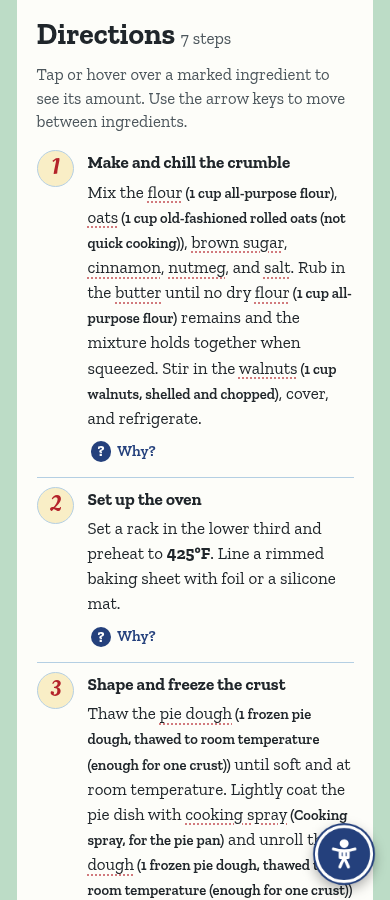 Directions 7 steps
Tap or hover over a marked ingredient to
see its amount. Use the arrow keys to move
between ingredients.
1
Make and chill the crumble
Mix the flour (1 cup all-purpose flour),
oats (1 cup old-fashioned rolled oats (not
quick cooking)), brown sugar,
cinnamon, nutmeg, and salt. Rub in
the butter until no dry flour (1 cup all-
purpose flour) remains and the
mixture holds together when
squeezed. Stir in the walnuts (1 cup
walnuts, shelled and chopped), cover,
and refrigerate.
? Why?
2
Set up the oven
Set a rack in the lower third and
preheat to 425°F. Line a rimmed
baking sheet with foil or a silicone
mat.
? Why?
3
Shape and freeze the crust
Thaw the pie dough (1 frozen pie
dough, thawed to room temperature
(enough for one crust)) until soft and at
room temperature. Lightly coat the
pie dish with cooking spray (Cooking
spray, for the pie pan) and unroll
dough (1 frozen pie dough, thawed
room temperature (enough for one crust))